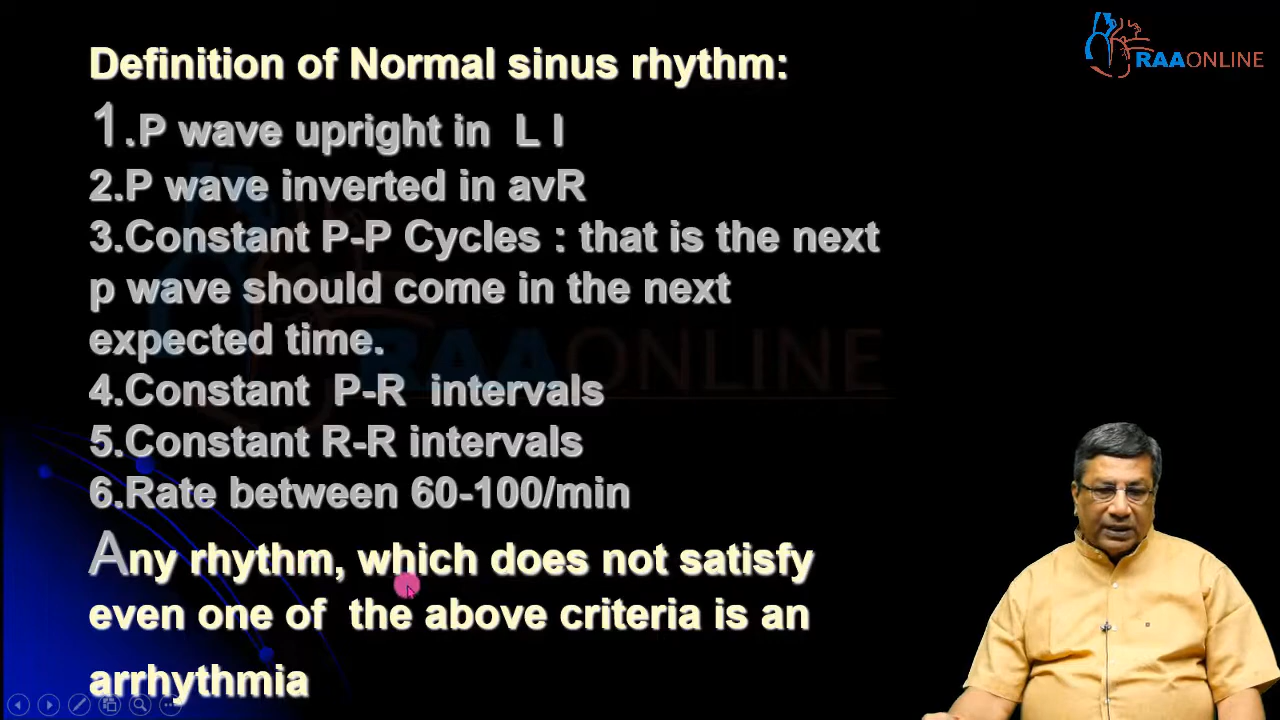 RAAONLINE
Definition of Normal sinus rhythm:
1.P wave upright in L I
2.P wave inverted in avR
3.Constant P-P Cycles : that is the next
p wave should come in the next
expected time.
RAAONLINE
4.Constant P-R intervals
5.Constant R-R intervals
6.Rate between 60-100/min
Any rhythm, which does not satisfy
even one of the above criteria is an
arrhythmia